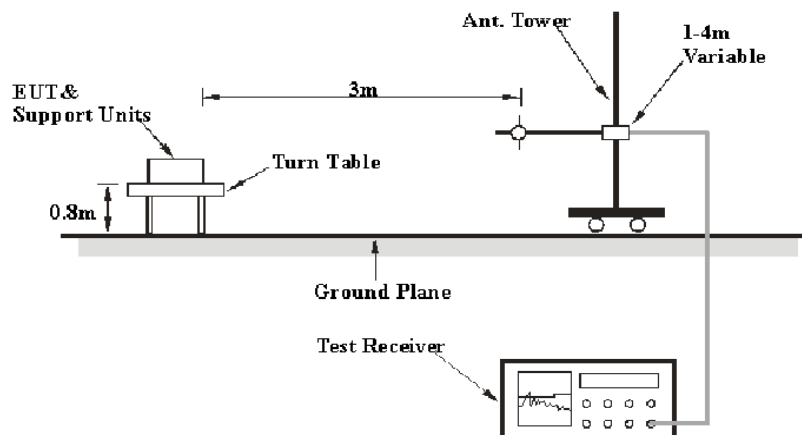 Ant. Tower
1-4m
Variable
3m
EUT&
Support Units
Turn Table
0.8m
Ground Plane
Test Receiver